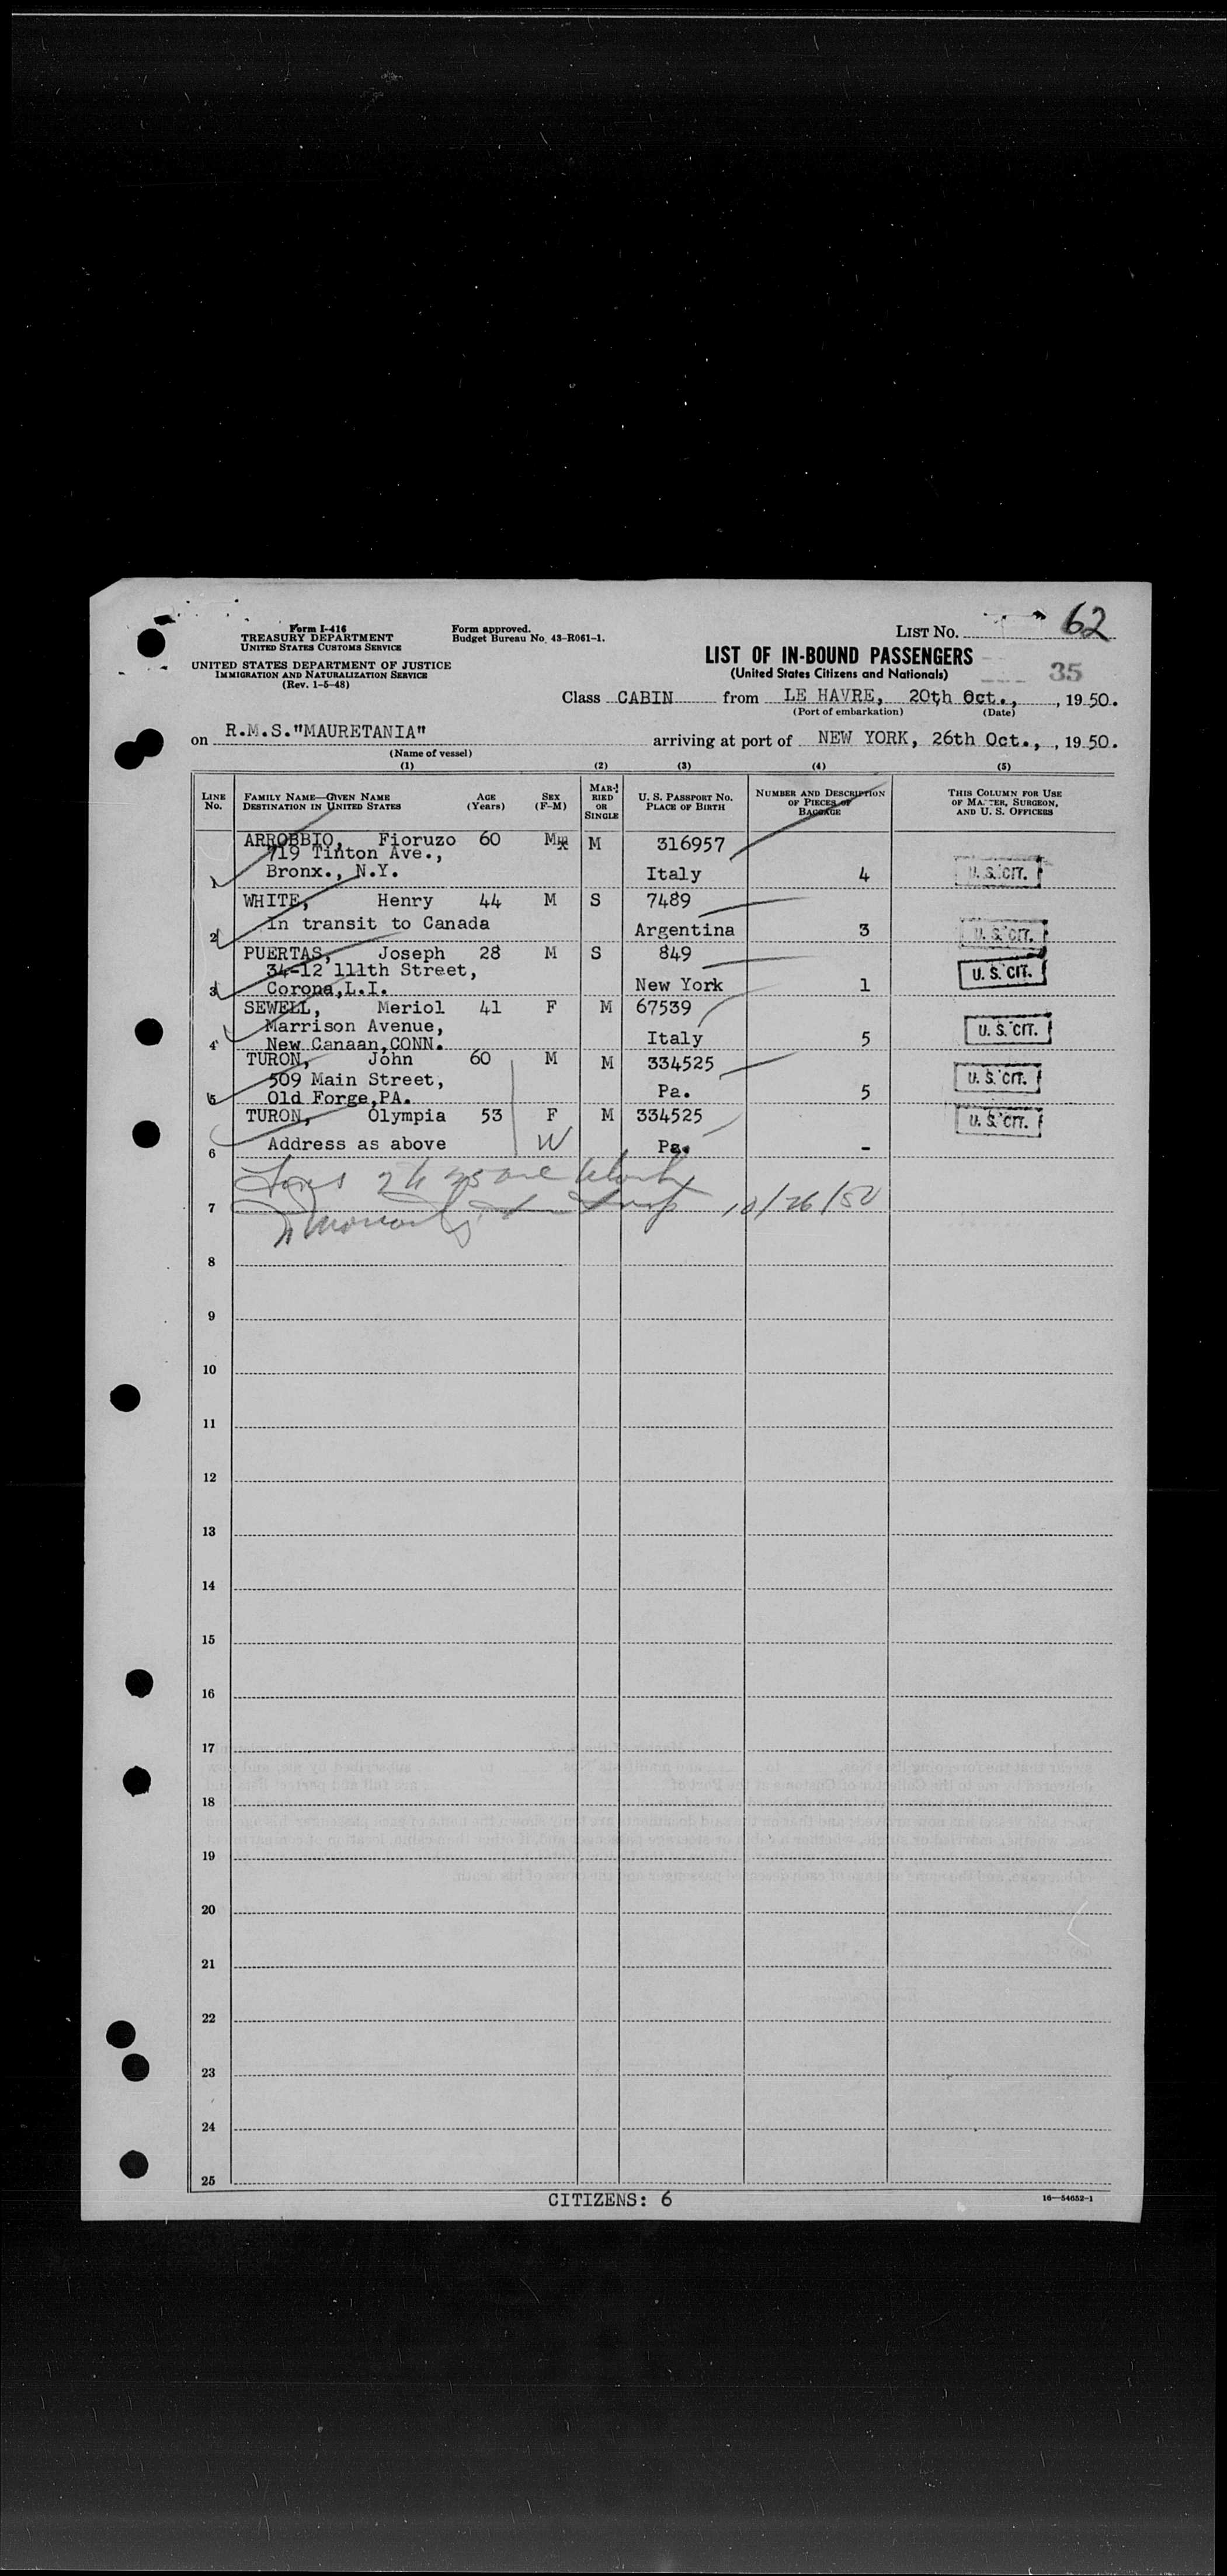 Form I-416
TREASURY DEPARTMENT
UNITED STATES CUSTOMS SERVICE
UNITED STATES DEPARTMENT OF JUSTICE
IMMIGRATION AND NATURALIZATION SERVICE
(Rev. 1-5-48)
Form approved.
Budget Bureau No. 43-R061-1.
LIST NO. 62
LIST OF IN-BOUND PASSENGERS
(United States Citizens and Nationals)
35
Class CABIN from LE HAVRE, 20th Oct., , 19 50.
(Port of embarkation) (Date)
on R.M.S."MAURETANIA" arriving at port of NEW YORK, 26th Oct., , 19 50.
(Name of vessel)
(1) (2) (3) (4) (5)
LINE NO.
FAMILY NAME—GIVEN NAME
DESTINATION IN UNITED STATES
AGE (Years)
SEX (F-M)
MARRIED OR SINGLE
U. S. PASSPORT NO.
PLACE OF BIRTH
NUMBER AND DESCRIPTION OF PIECES OF BAGGAGE
THIS COLUMN FOR USE OF MASTER, SURGEON, AND U. S. OFFICERS
ARROBBIO, Fioruzo 60 M M 316957
719 Tinton Ave.,
1 Bronx., N.Y. Italy 4 U. S. CIT.
WHITE, Henry 44 M S 7489
2 In transit to Canada Argentina 3 U. S. CIT.
PUERTAS, Joseph 28 M S 849
34-12 111th Street,
3 Corona,L.I. New York 1 U. S. CIT.
SEWELL, Meriol 41 F M 67539
Marrison Avenue,
4 New Canaan,CONN. Italy 5 U. S. CIT.
TURON, John 60 M M 334525
509 Main Street,
5 Old Forge,PA. Pa. 5 U. S. CIT.
TURON, Olympia 53 F M 334525 U. S. CIT.
6 Address as above W Pa. -
Lines 7 to 25 are blank
7 10/26/50
8
9
10
11
12
13
14
15
16
17
18
19
20
21
22
23
24
25
CITIZENS: 6
16—54652-1